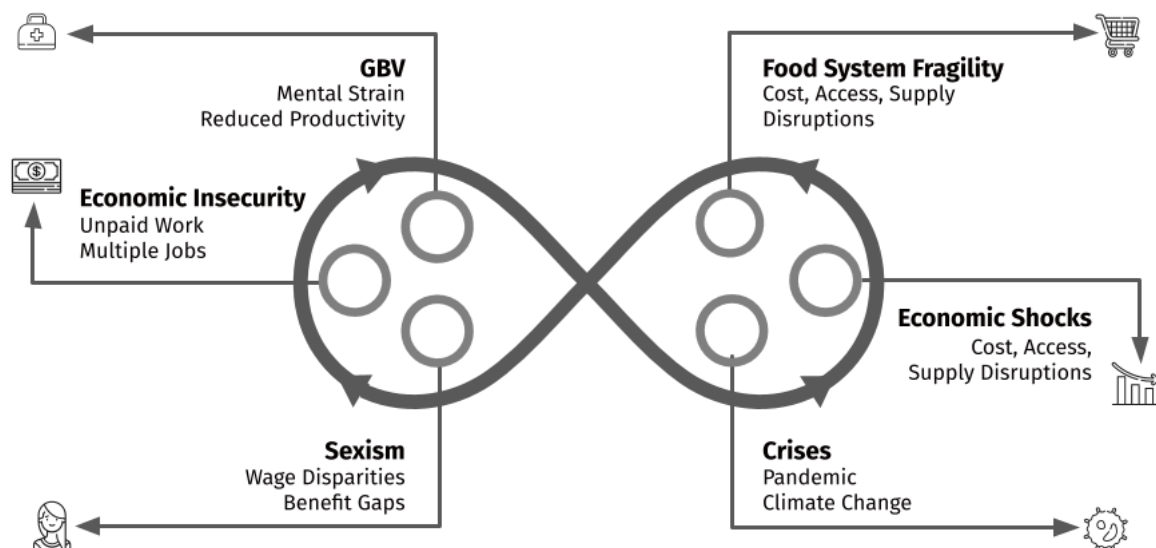 GBV
Mental Strain
Reduced Productivity
Economic Insecurity
Unpaid Work
Multiple Jobs
Sexism
Wage Disparities
Benefit Gaps
Food System Fragility
Cost, Access, Supply
Disruptions
Economic Shocks
Cost, Access,
Supply Disruptions
Crises
Pandemic
Climate Change